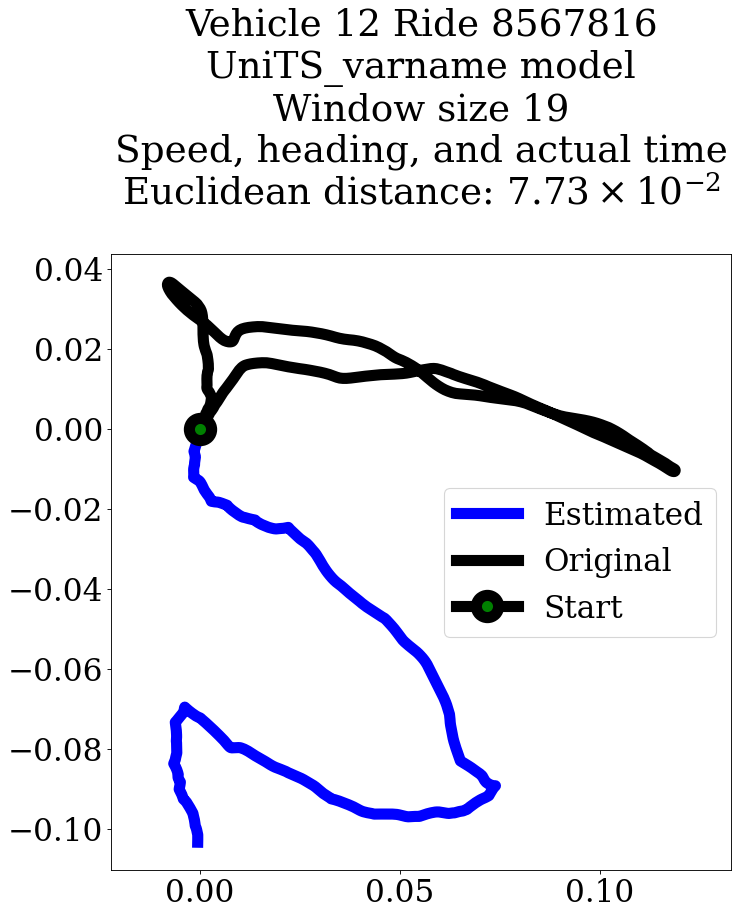 Vehicle 12 Ride 8567816
UniTS_varname model
Window size 19
Speed, heading, and actual time
Euclidean distance: 7.73 × 10⁻²
0.04
0.02
0.00
−0.02
−0.04
−0.06
−0.08
−0.10
Estimated
Original
Start
0.00 0.05 0.10